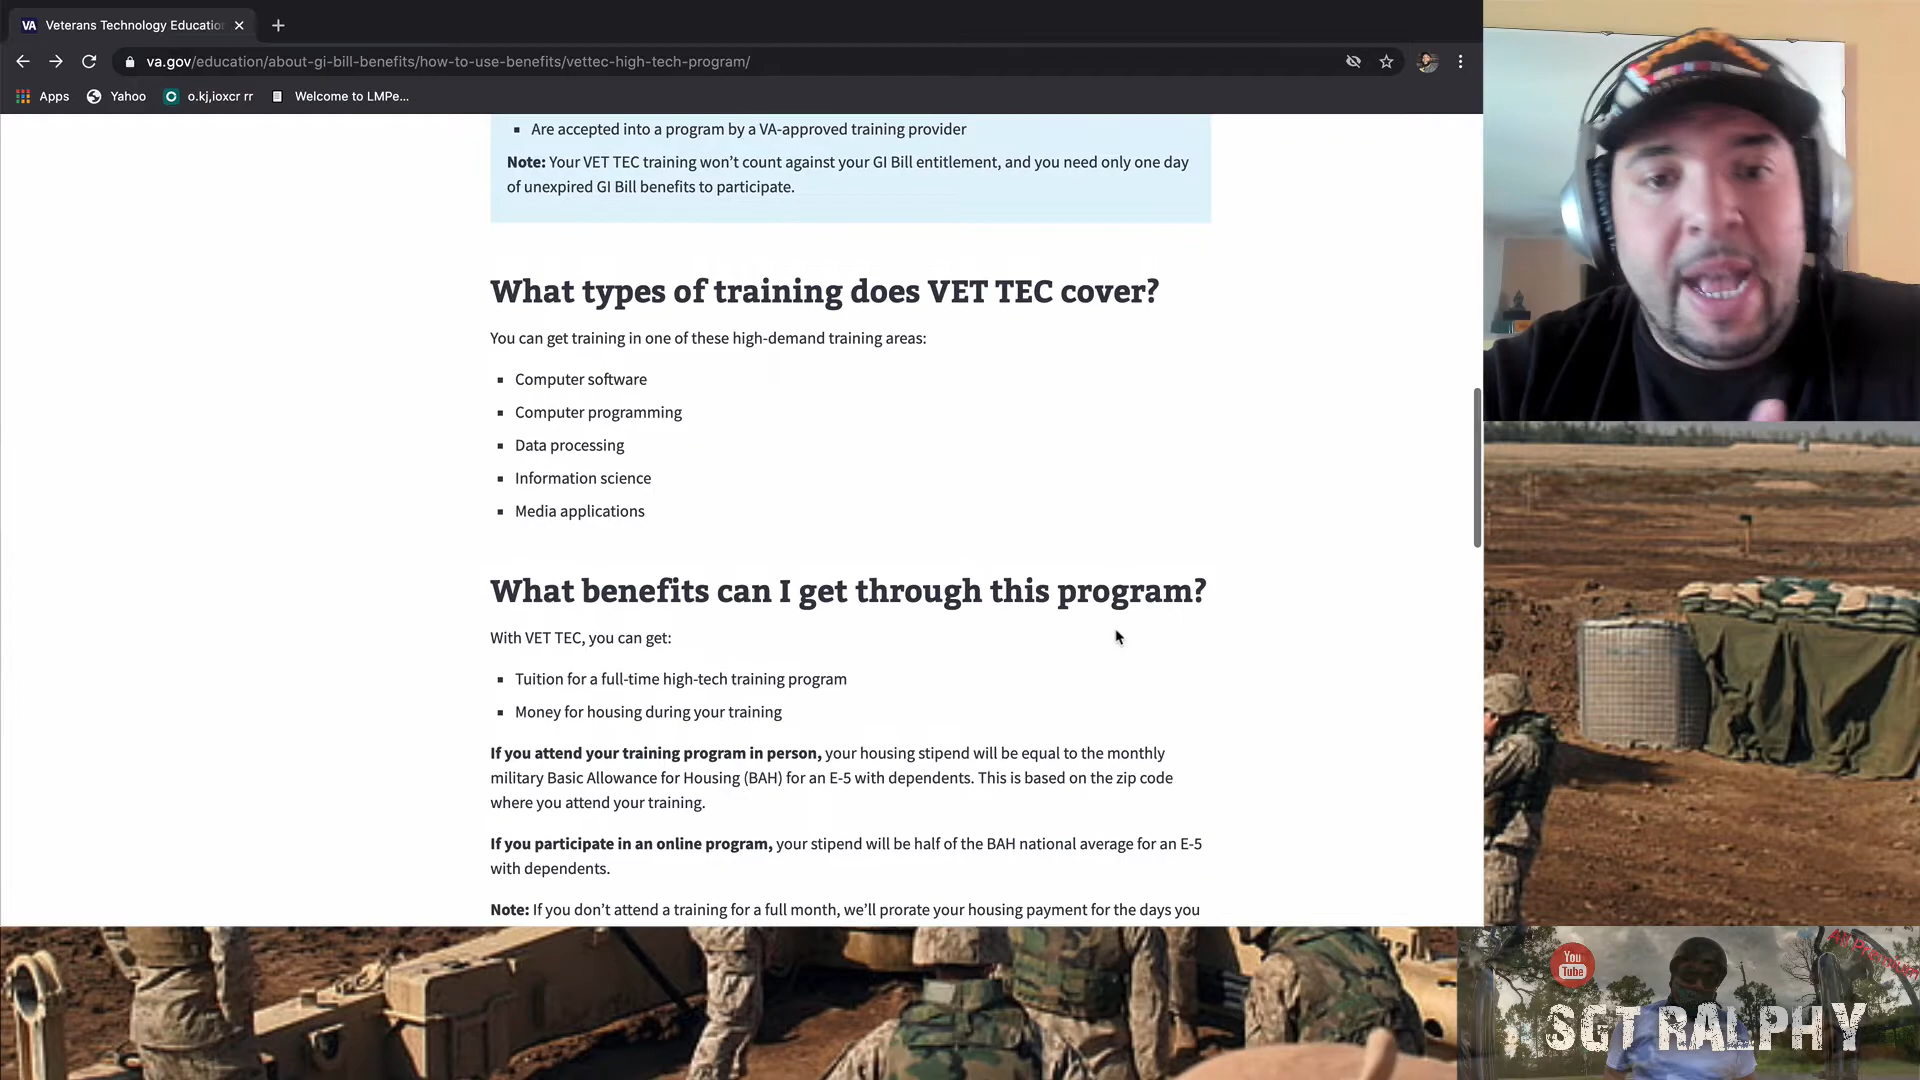 VA Veterans Technology Educatio
va.gov/education/about-gi-bill-benefits/how-to-use-benefits/vettec-high-tech-program/
Apps Yahoo o.kj,ioxcr rr Welcome to LMPe...
Are accepted into a program by a VA-approved training provider
Note: Your VET TEC training won’t count against your GI Bill entitlement, and you need only one day
of unexpired GI Bill benefits to participate.
What types of training does VET TEC cover?
You can get training in one of these high-demand training areas:
Computer software
Computer programming
Data processing
Information science
Media applications
What benefits can I get through this program?
With VET TEC, you can get:
Tuition for a full-time high-tech training program
Money for housing during your training
If you attend your training program in person, your housing stipend will be equal to the monthly
military Basic Allowance for Housing (BAH) for an E-5 with dependents. This is based on the zip code
where you attend your training.
If you participate in an online program, your stipend will be half of the BAH national average for an E-5
with dependents.
Note: If you don’t attend a training for a full month, we’ll prorate your housing payment for the days you
You
Tube
All Premium
SGT RALPHY